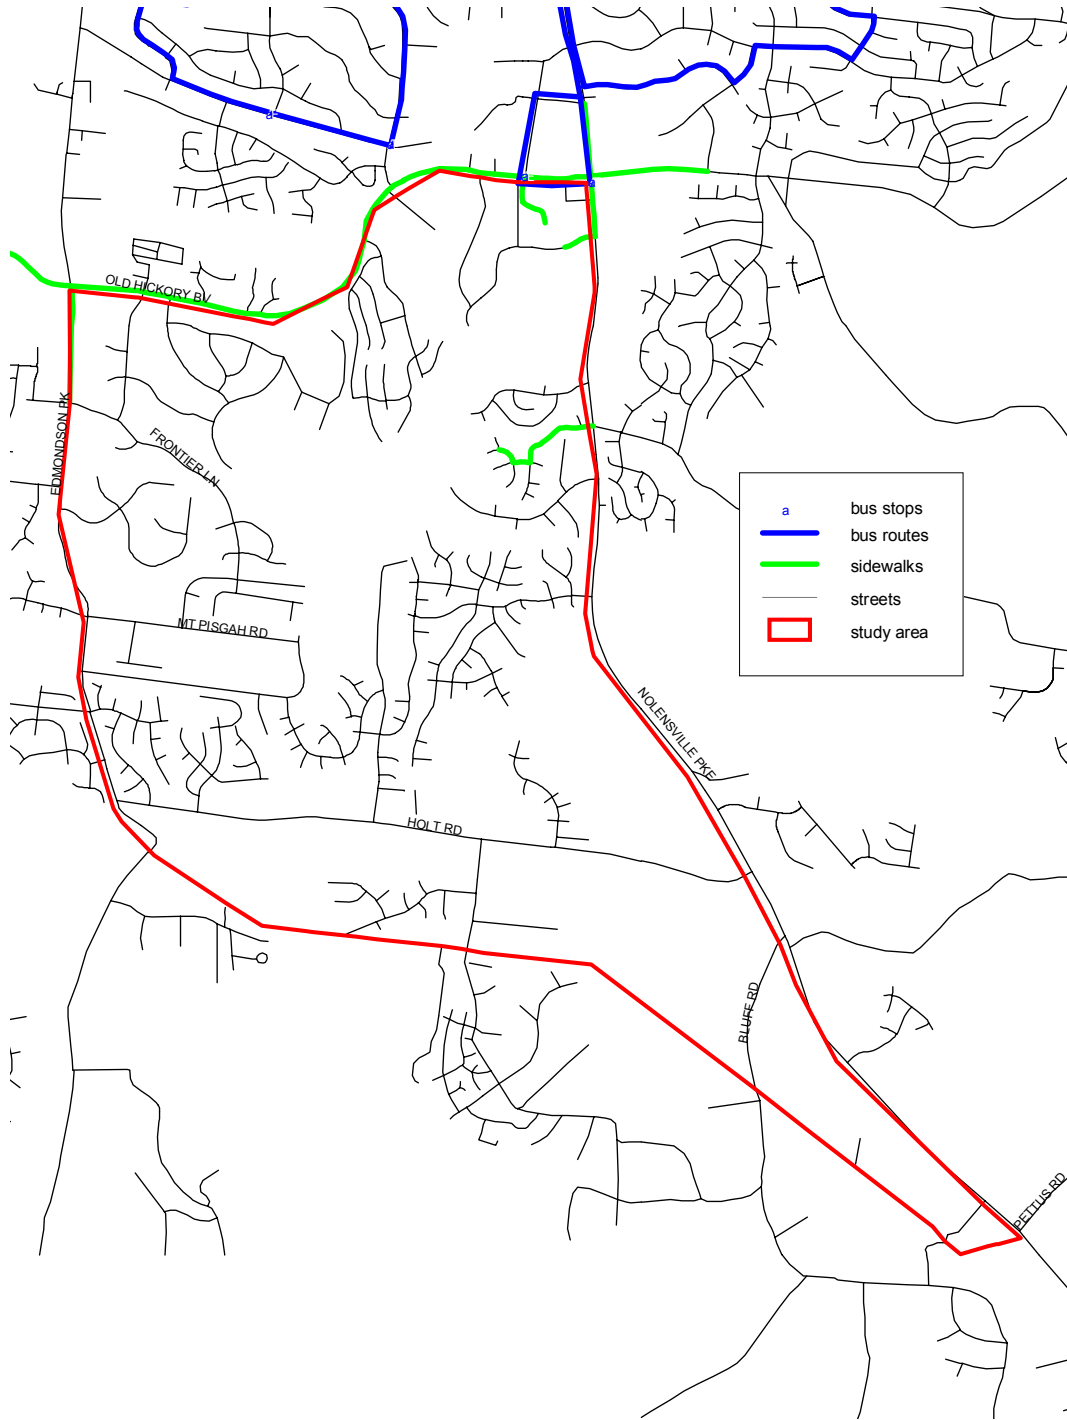 a
a
a
a
OLD HICKORY BV
EDMONDSON PK
FRONTIER LN
a bus stops
bus routes
sidewalks
streets
study area
MT PISGAH RD
NOLENSVILLE PKE
HOLT RD
BLUFF RD
PETTUS RD